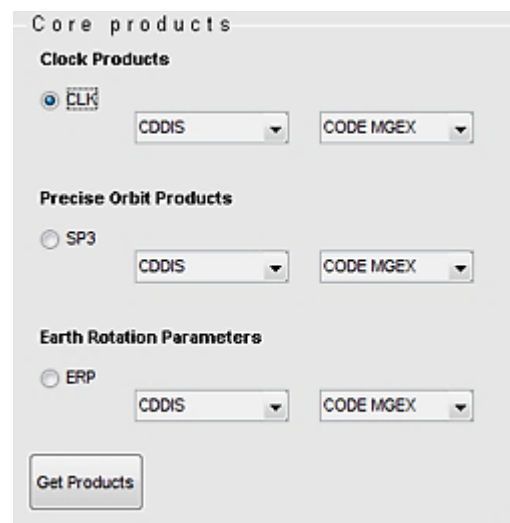 Core products
Clock Products
CLK
CDDIS CODE MGEX
Precise Orbit Products
SP3
CDDIS CODE MGEX
Earth Rotation Parameters
ERP
CDDIS CODE MGEX
Get Products